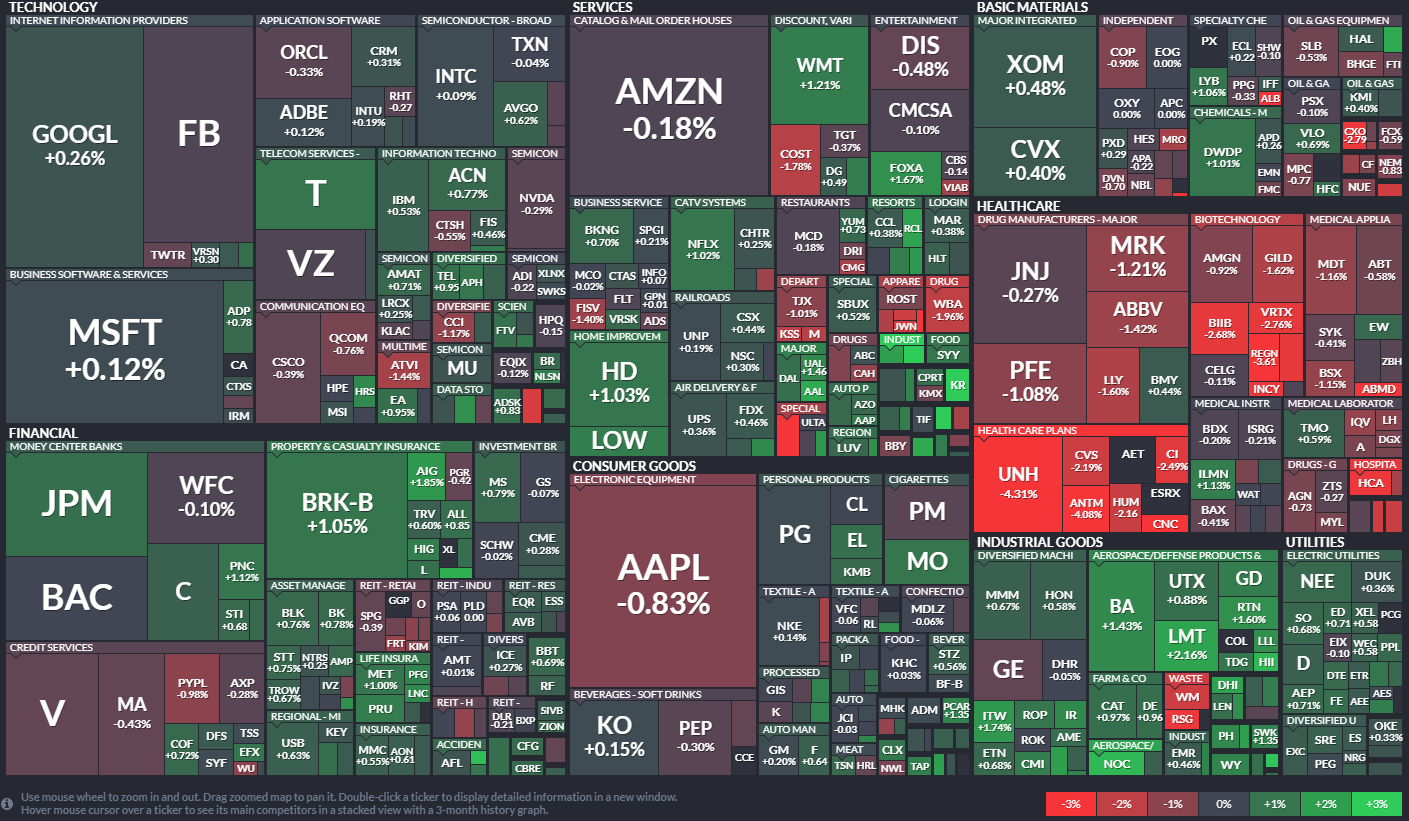 TECHNOLOGY
INTERNET INFORMATION PROVIDERS
GOOGL
+0.26%
FB
TWTR
VRSN
+0.30
APPLICATION SOFTWARE
ORCL
-0.33%
CRM
+0.31%
ADBE
+0.12%
INTU
+0.19%
RHT
-0.27
SEMICONDUCTOR - BROAD
INTC
+0.09%
TXN
-0.04%
AVGO
+0.62%
TELECOM SERVICES -
T
VZ
INFORMATION TECHNO
IBM
+0.53%
ACN
+0.77%
CTSH
-0.55%
FIS
+0.46%
SEMICON
NVDA
-0.29%
BUSINESS SOFTWARE & SERVICES
MSFT
+0.12%
ADP
+0.78
CA
CTXS
IRM
COMMUNICATION EQ
CSCO
-0.39%
QCOM
-0.76%
HPE
MSI
HRS
SEMICON
AMAT
+0.71%
LRCX
+0.25%
KLAC
DIVERSIFIED
TEL
+0.95
APH
SEMICON
ADI
-0.22
XLNX
SWKS
DIVERSIFIE
CCI
-1.17%
SCIEN
FTV
HPQ
-0.15
MULTIME
ATVI
-1.44%
EA
+0.95%
SEMICON
MU
DATA STO
EQIX
-0.12%
BR
NLSN
ADSK
+0.83
FINANCIAL
MONEY CENTER BANKS
JPM
WFC
-0.10%
BAC
C
PNC
+1.12%
STI
+0.68
PROPERTY & CASUALTY INSURANCE
BRK-B
+1.05%
AIG
+1.85%
PGR
-0.42
TRV
+0.60%
ALL
+0.85
HIG
XL
L
INVESTMENT BR
MS
+0.79%
GS
-0.07%
SCHW
-0.02%
CME
+0.28%
CREDIT SERVICES
V
MA
-0.43%
PYPL
-0.98%
AXP
-0.28%
COF
+0.72%
DFS
SYF
TSS
EFX
WU
ASSET MANAGE
BLK
+0.76%
BK
+0.78%
STT
+0.75%
NTRS
+0.25
AMP
TROW
+0.67%
IVZ
REGIONAL - MI
USB
+0.63%
KEY
REIT - RETAI
SPG
-0.39
GGP
O
FRT
KIM
LIFE INSURA
MET
+1.00%
PFG
LNC
PRU
INSURANCE
MMC
+0.55%
AON
+0.61
REIT - INDU
PSA
+0.06
PLD
0.00
REIT - RES
EQR
ESS
AVB
REIT -
AMT
+0.01%
DIVERS
ICE
+0.27%
BBT
+0.69%
RF
REIT - H
REIT -
DLR
-0.21
BXP
SIVB
ZION
ACCIDEN
AFL
CFG
CBRE
SERVICES
CATALOG & MAIL ORDER HOUSES
AMZN
-0.18%
DISCOUNT, VARI
WMT
+1.21%
COST
-1.78%
TGT
-0.37%
DG
+0.49
ENTERTAINMENT
DIS
-0.48%
CMCSA
-0.10%
FOXA
+1.67%
CBS
-0.14
VIAB
BUSINESS SERVICE
BKNG
+0.70%
SPGI
+0.21%
MCO
-0.02%
CTAS
INFO
+0.07
FISV
-1.40%
FLT
GPN
+0.01
VRSK
ADS
CATV SYSTEMS
NFLX
+1.02%
CHTR
+0.25%
RESTAURANTS
MCD
-0.18%
YUM
+0.73
DRI
CMG
RESORTS
CCL
+0.38%
RCL
LODGIN
MAR
+0.38%
HLT
RAILROADS
UNP
+0.19%
CSX
+0.44%
NSC
+0.30%
HOME IMPROVEM
HD
+1.03%
LOW
AIR DELIVERY & F
UPS
+0.36%
FDX
+0.46%
DEPART
TJX
-1.01%
KSS
M
SPECIAL
SBUX
+0.52%
APPARE
ROST
JWN
DRUG
WBA
-1.96%
MAJOR
DAL
UAL
+1.46
AAL
DRUGS
ABC
CAH
INDUST
FOOD
SYY
AUTO P
AZO
AAP
CPRT
KMX
KR
SPECIAL
ULTA
REGION
LUV
BBY
TIF
CONSUMER GOODS
ELECTRONIC EQUIPMENT
AAPL
-0.83%
PERSONAL PRODUCTS
PG
CL
EL
KMB
CIGARETTES
PM
MO
BEVERAGES - SOFT DRINKS
KO
+0.15%
PEP
-0.30%
CCE
TEXTILE - A
NKE
+0.14%
TEXTILE - A
VFC
-0.06
RL
CONFECTIO
MDLZ
-0.06%
PACKA
IP
FOOD -
KHC
+0.03%
BEVER
STZ
+0.56%
BF-B
PROCESSED
GIS
K
AUTO
JCI
-0.03
MHK
ADM
PCAR
+1.35
AUTO MAN
GM
+0.20%
F
+0.64
MEAT
TSN
HRL
CLX
NWL
TAP
BASIC MATERIALS
MAJOR INTEGRATED
XOM
+0.48%
CVX
+0.40%
INDEPENDENT
COP
-0.90%
EOG
0.00%
OXY
0.00%
APC
0.00%
PXD
+0.29
HES
MRO
APA
-0.22
DVN
-0.70
NBL
SPECIALTY CHE
PX
ECL
+0.22
SHW
-0.10
LYB
+1.06%
PPG
-0.33
IFF
ALB
CHEMICALS - M
DWDP
+1.01%
APD
+0.26
EMN
FMC
OIL & GAS EQUIPMEN
SLB
-0.53%
HAL
BHGE
FTI
OIL & GA
PSX
-0.10%
VLO
+0.69%
MPC
-0.77
HFC
OIL & GAS
KMI
+0.40%
CXO
-2.79
FCX
-0.59
CF
NEM
-0.83
NUE
HEALTHCARE
DRUG MANUFACTURERS - MAJOR
JNJ
-0.27%
MRK
-1.21%
ABBV
-1.42%
PFE
-1.08%
LLY
-1.60%
BMY
+0.44%
BIOTECHNOLOGY
AMGN
-0.92%
GILD
-1.62%
BIIB
-2.68%
VRTX
-2.76%
REGN
-3.61
CELG
-0.11%
INCY
MEDICAL APPLIA
MDT
-1.16%
ABT
-0.58%
SYK
-0.41%
EW
ZBH
BSX
-1.15%
ABMD
HEALTH CARE PLANS
UNH
-4.31%
CVS
-2.19%
AET
CI
-2.49%
ANTM
-4.08%
HUM
-2.16
ESRX
CNC
MEDICAL INSTR
BDX
-0.20%
ISRG
-0.21%
ILMN
+1.13%
WAT
BAX
-0.41%
MEDICAL LABORATOR
TMO
+0.59%
IQV
LH
A
DGX
DRUGS - G
AGN
-0.73
ZTS
-0.27
MYL
HOSPITA
HCA
INDUSTRIAL GOODS
DIVERSIFIED MACHI
MMM
+0.67%
HON
+0.58%
GE
DHR
-0.05%
ITW
+1.74%
ROP
IR
ROK
AME
ETN
+0.68%
CMI
AEROSPACE/DEFENSE PRODUCTS &
BA
+1.43%
UTX
+0.88%
GD
LMT
+2.16%
RTN
+1.60%
COL
LLL
TDG
HII
FARM & CO
CAT
+0.97%
DE
+0.96
WASTE
WM
RSG
DHI
LEN
AEROSPACE/
NOC
INDUST
EMR
+0.46%
PH
SWK
+1.35
WY
UTILITIES
ELECTRIC UTILITIES
NEE
DUK
+0.36%
SO
+0.68%
ED
+0.71
XEL
+0.58
PCG
D
EIX
-0.10
WEC
+0.58
PPL
DTE
ETR
AEP
+0.71%
FE
AEE
AES
DIVERSIFIED U
EXC
SRE
ES
OKE
+0.33%
PEG
NRG
Use mouse wheel to zoom in and out. Drag zoomed map to pan it. Double-click a ticker to display detailed information in a new window.
Hover mouse cursor over a ticker to see its main competitors in a stacked view with a 3-month history graph.
-3%
-2%
-1%
0%
+1%
+2%
+3%